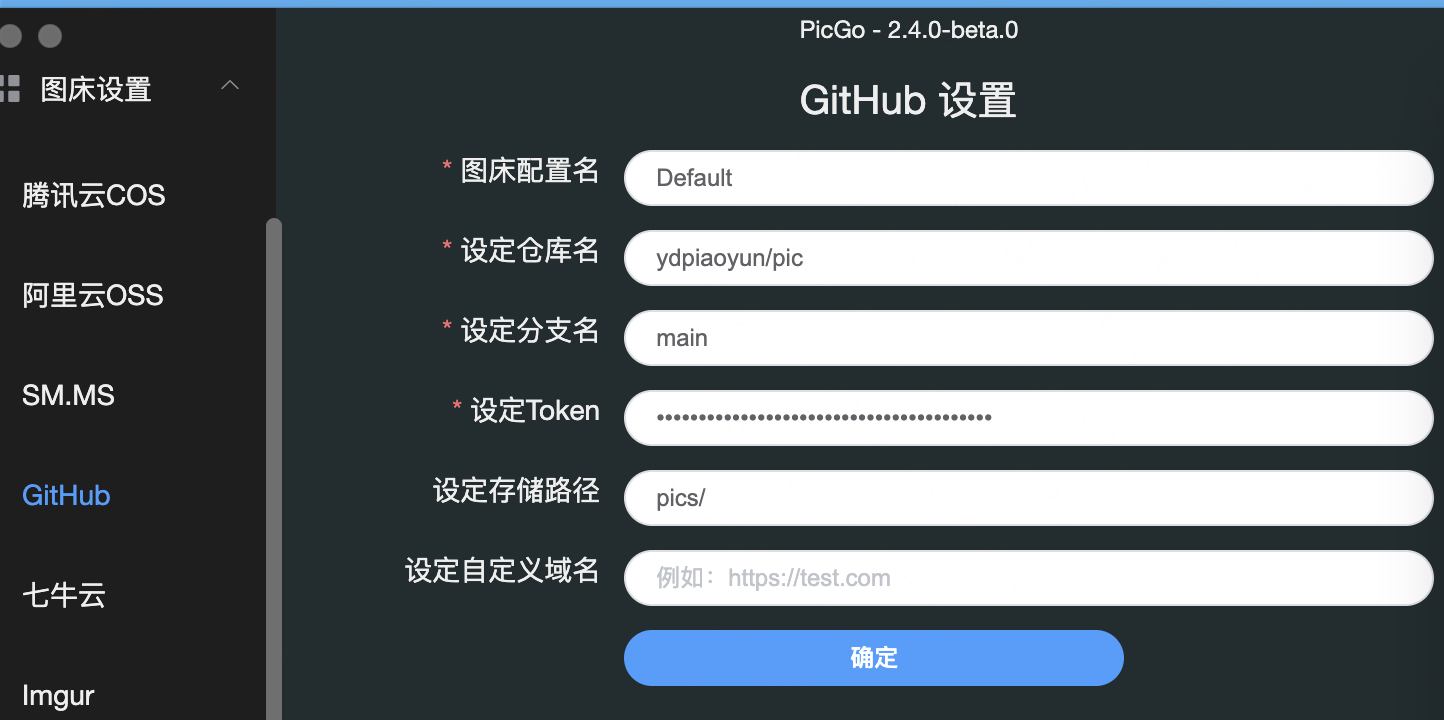 PicGo - 2.4.0-beta.0
图床设置
腾讯云COS
阿里云OSS
SM.MS
GitHub
七牛云
Imgur
GitHub 设置
* 图床配置名 Default
* 设定仓库名 ydpiaoyun/pic
* 设定分支名 main
* 设定Token ••••••••••••••••••••••••••••••••••••••••
设定存储路径 pics/
设定自定义域名 例如：https://test.com
确定